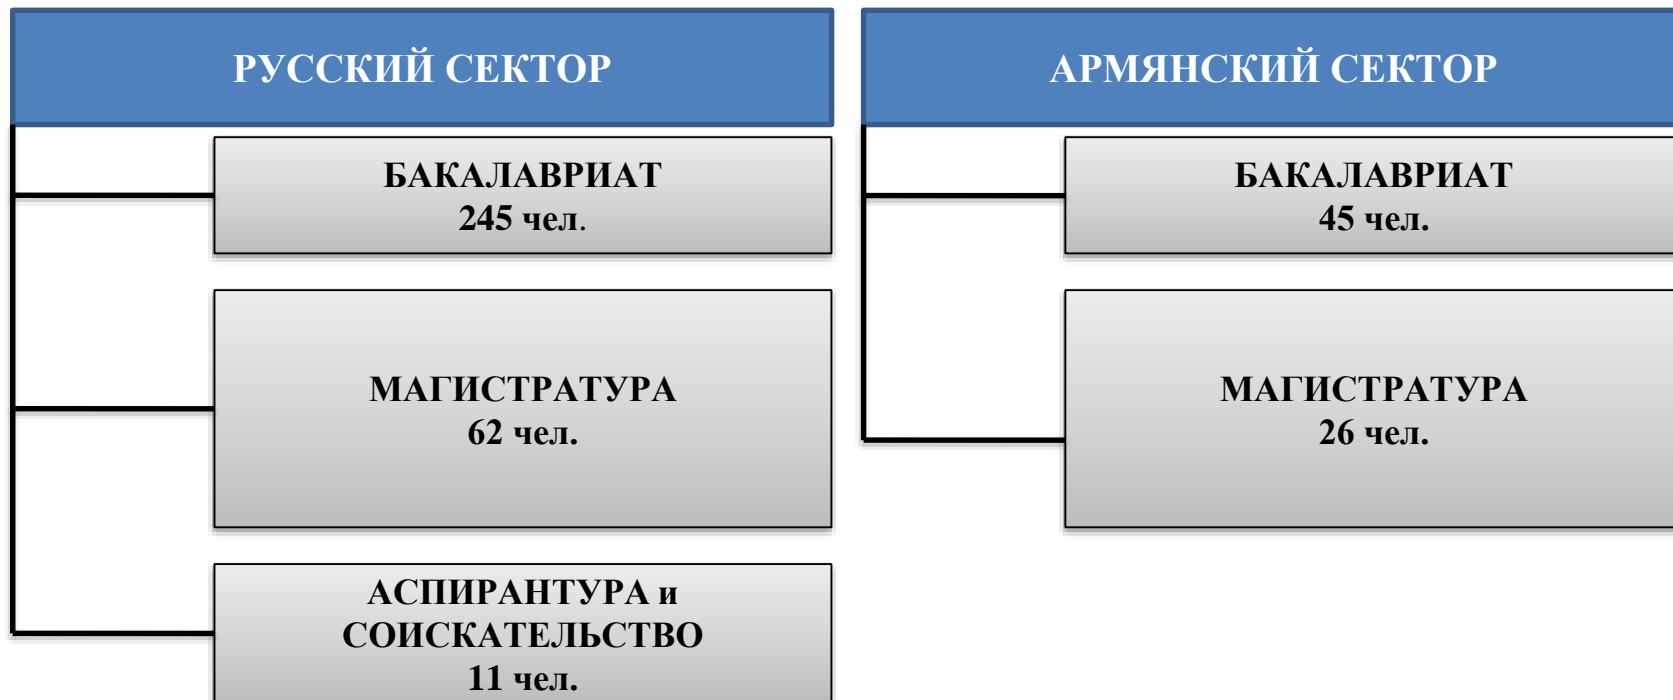 РУССКИЙ СЕКТОР
БАКАЛАВРИАТ
245 чел.
МАГИСТРАТУРА
62 чел.
АСПИРАНТУРА и
СОИСКАТЕЛЬСТВО
11 чел.
АРМЯНСКИЙ СЕКТОР
БАКАЛАВРИАТ
45 чел.
МАГИСТРАТУРА
26 чел.